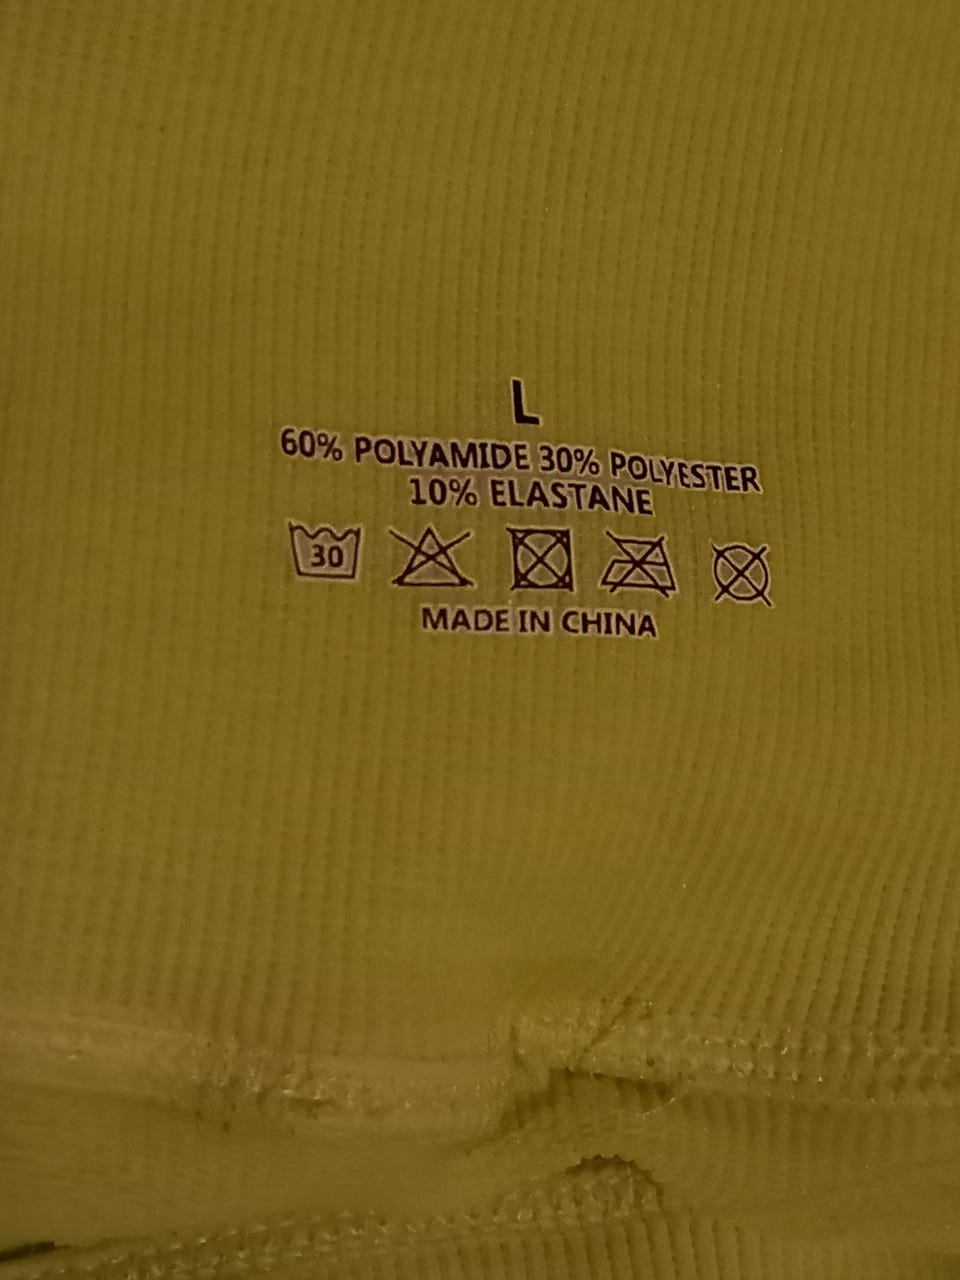 L
60% POLYAMIDE 30% POLYESTER
10% ELASTANE
30
MADE IN CHINA